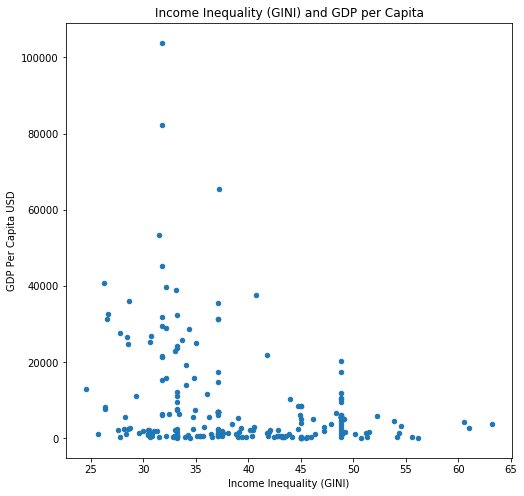 Income Inequality (GINI) and GDP per Capita
100000
80000
60000
40000
20000
0
GDP Per Capita USD
25 30 35 40 45 50 55 60 65
Income Inequality (GINI)